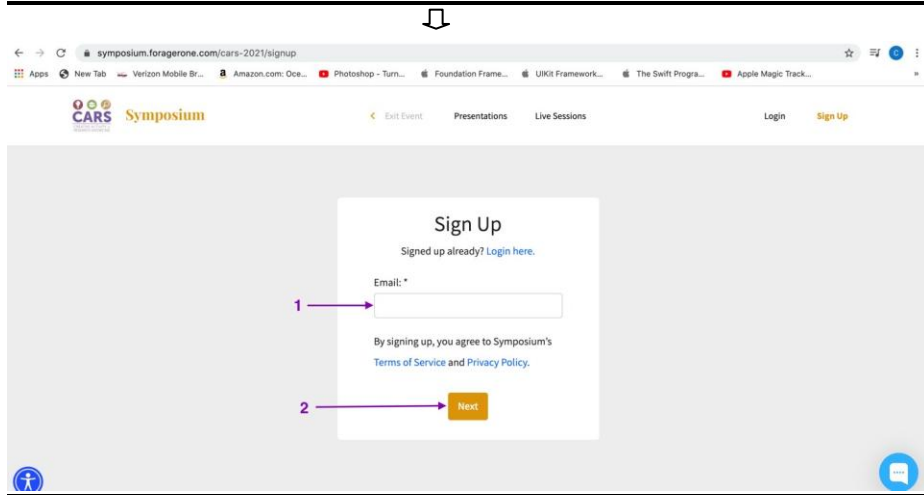 symposium.foragerone.com/cars-2021/signup
Apps New Tab Verizon Mobile Br... Amazon.com: Oce... Photoshop - Turn... Foundation Frame... UIKit Framework... The Swift Progra... Apple Magic Track... »
CARS Symposium Exit Event Presentations Live Sessions Login Sign Up
Sign Up
Signed up already? Login here.
Email: *
1
By signing up, you agree to Symposium's
Terms of Service and Privacy Policy.
2 Next